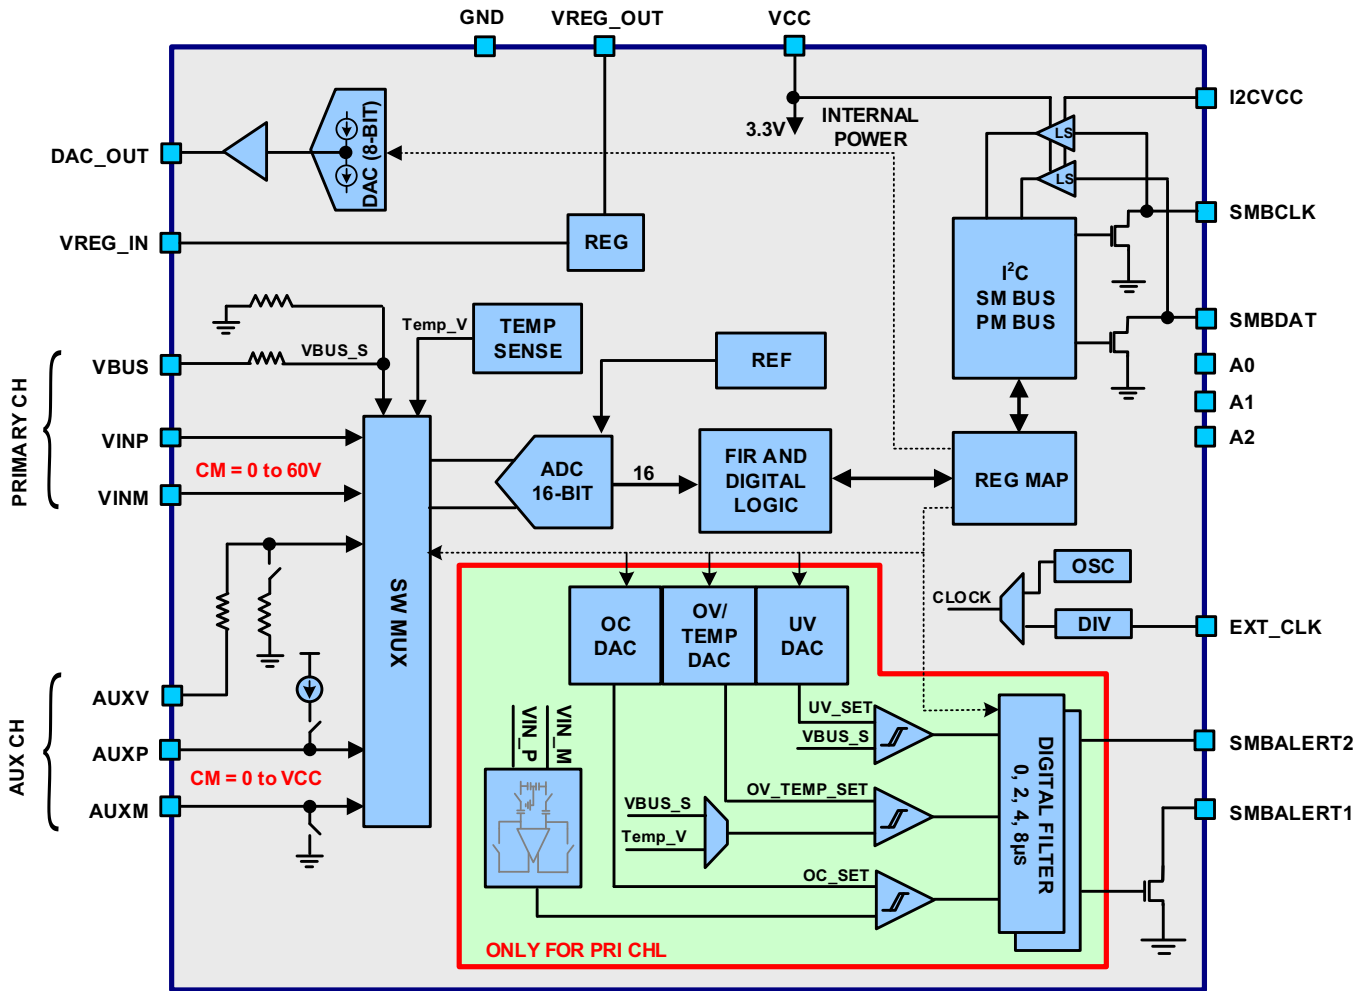 GND
VREG_OUT
VCC
I2CVCC
DAC (8-BIT)
INTERNAL
POWER
3.3V
LS
LS
DAC_OUT
SMBCLK
VREG_IN
REG
I2C
SM BUS
PM BUS
SMBDAT
Temp_V
TEMP
SENSE
VBUS_S
REF
VBUS
A0
A1
A2
PRIMARY CH
VINP
CM = 0 to 60V
VINM
ADC
16-BIT
16
FIR AND
DIGITAL
LOGIC
REG MAP
SW MUX
OSC
CLOCK
DIV
EXT_CLK
OC
DAC
OV/
TEMP
DAC
UV
DAC
AUX CH
AUXV
AUXP
CM = 0 to VCC
AUXM
VIN_P
VIN_M
UV_SET
VBUS_S
OV_TEMP_SET
VBUS_S
Temp_V
OC_SET
DIGITAL FILTER
0, 2, 4, 8µs
SMBALERT2
SMBALERT1
ONLY FOR PRI CHL